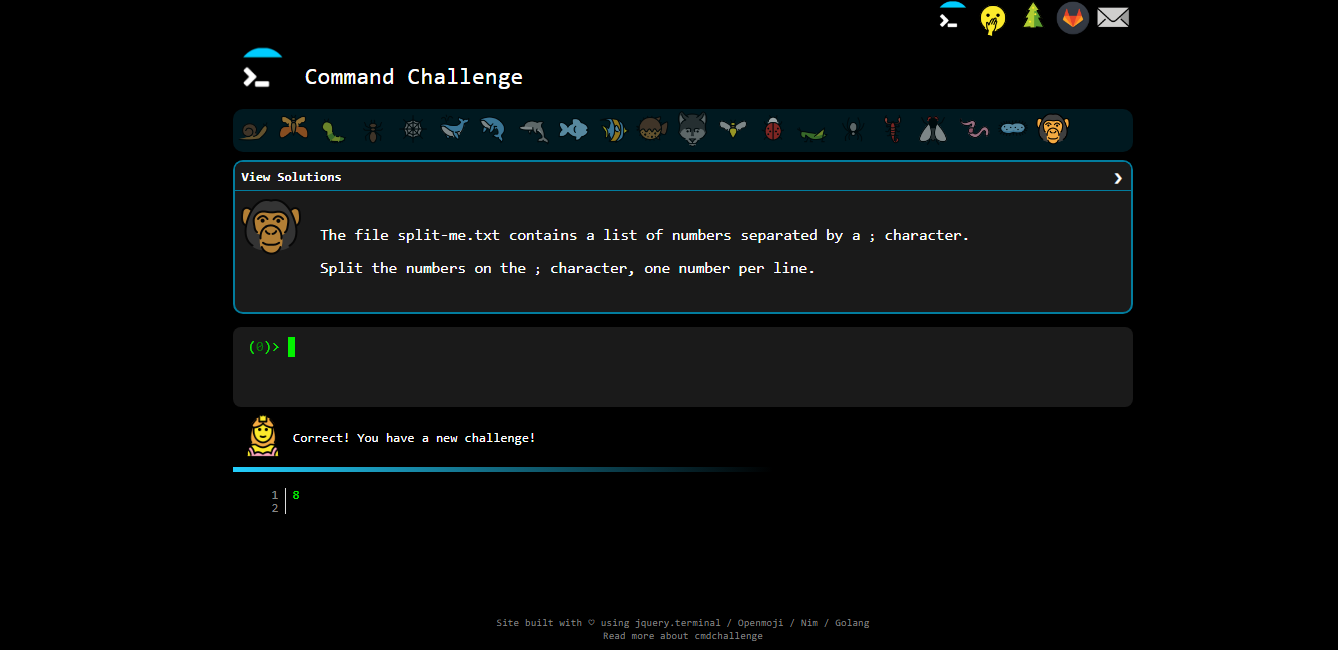 Command Challenge
View Solutions
The file split-me.txt contains a list of numbers separated by a ; character.
Split the numbers on the ; character, one number per line.
(0)>
Correct! You have a new challenge!
1 8
2
Site built with ♡ using jquery.terminal / Openmoji / Nim / Golang
Read more about cmdchallenge